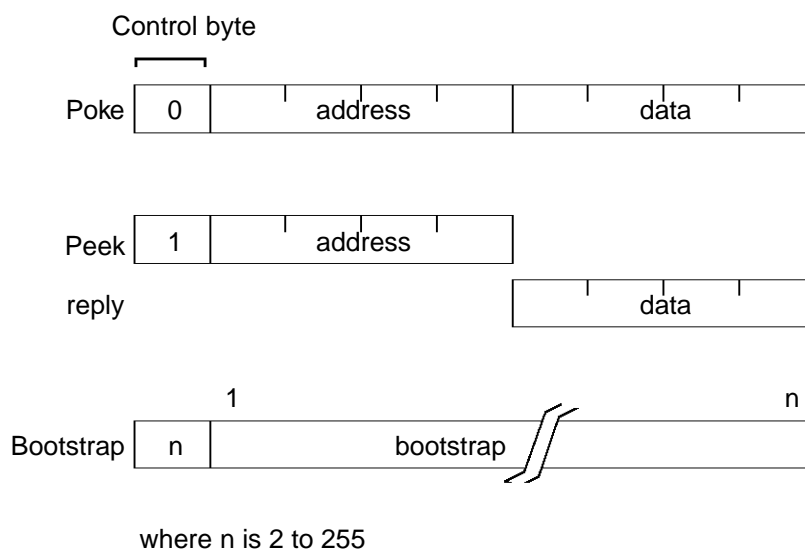 Control byte
Poke 0 address data
Peek 1 address
reply data
1 n
Bootstrap n bootstrap
where n is 2 to 255